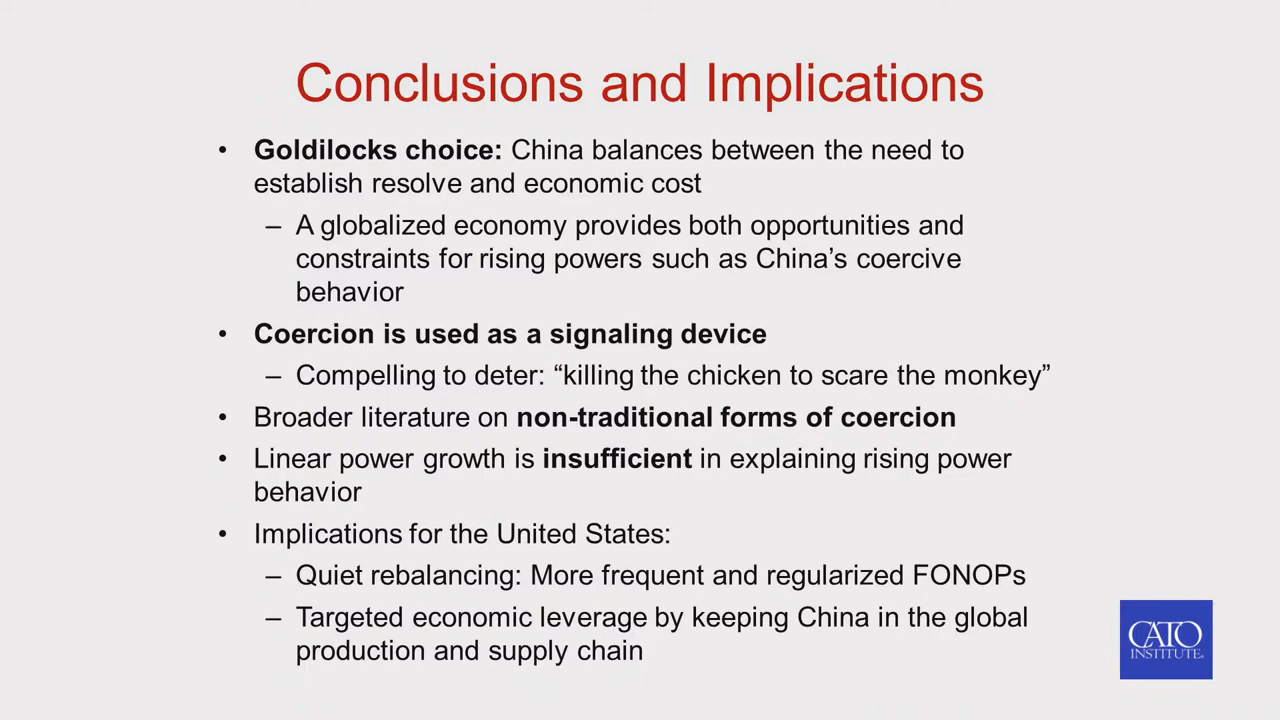 Conclusions and Implications
• Goldilocks choice: China balances between the need to
establish resolve and economic cost
– A globalized economy provides both opportunities and
constraints for rising powers such as China’s coercive
behavior
• Coercion is used as a signaling device
– Compelling to deter: “killing the chicken to scare the monkey”
• Broader literature on non-traditional forms of coercion
• Linear power growth is insufficient in explaining rising power
behavior
• Implications for the United States:
– Quiet rebalancing: More frequent and regularized FONOPs
– Targeted economic leverage by keeping China in the global
production and supply chain
CATO
INSTITUTE